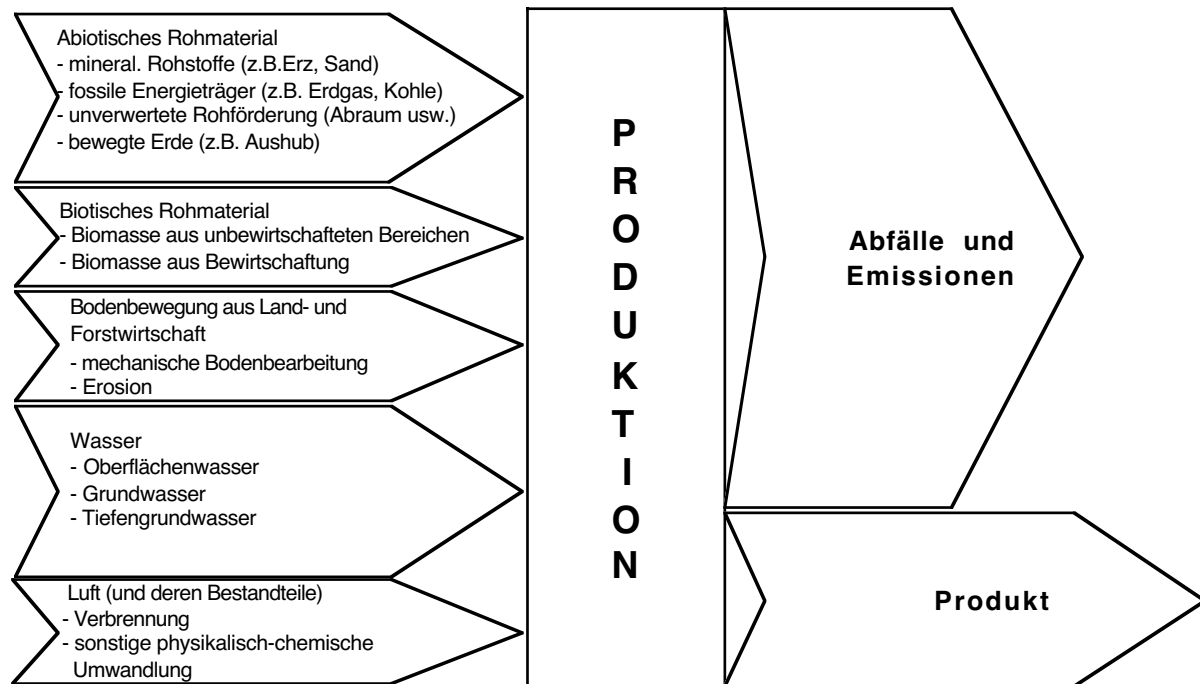 Abiotisches Rohmaterial
- mineral. Rohstoffe (z.B.Erz, Sand)
- fossile Energieträger (z.B. Erdgas, Kohle)
- unverwertete Rohförderung (Abraum usw.)
- bewegte Erde (z.B. Aushub)
Biotisches Rohmaterial
- Biomasse aus unbewirtschafteten Bereichen
- Biomasse aus Bewirtschaftung
Bodenbewegung aus Land- und
Forstwirtschaft
- mechanische Bodenbearbeitung
- Erosion
Wasser
- Oberflächenwasser
- Grundwasser
- Tiefengrundwasser
Luft (und deren Bestandteile)
- Verbrennung
- sonstige physikalisch-chemische
Umwandlung
PRODUKTION
Abfälle und
Emissionen
Produkt